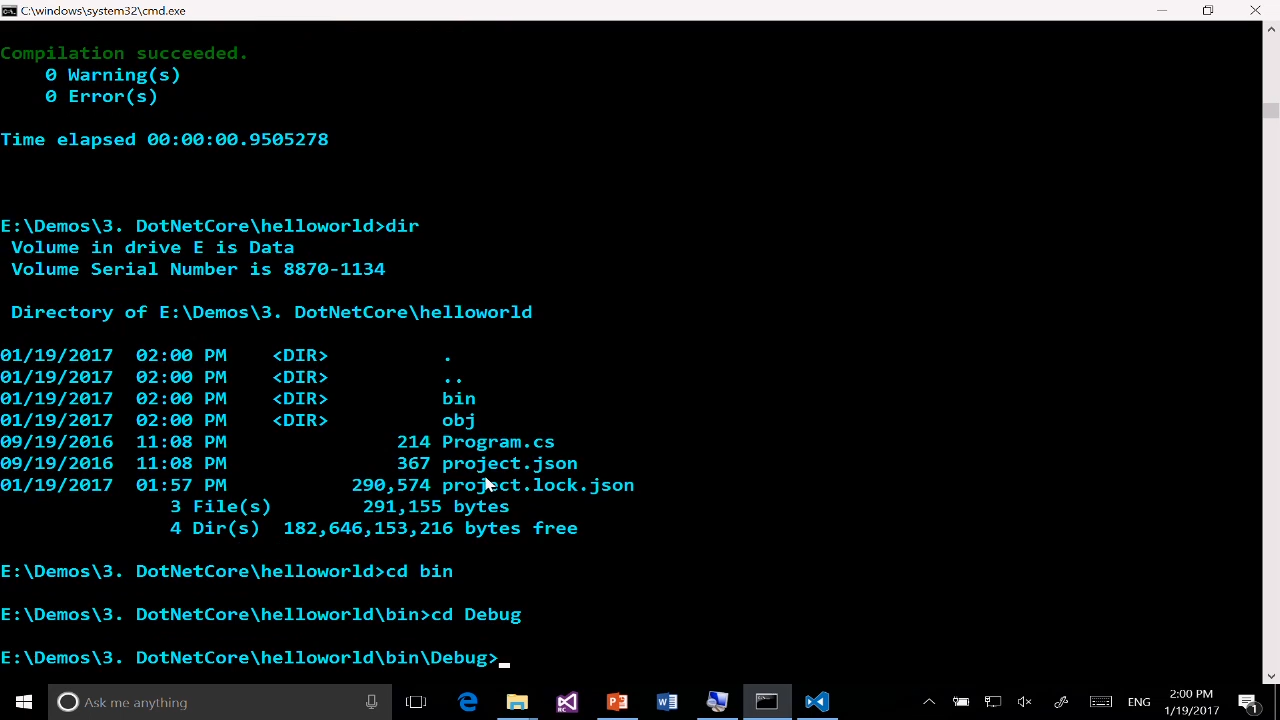 C:\windows\system32\cmd.exe
Compilation succeeded.
0 Warning(s)
0 Error(s)
Time elapsed 00:00:00.9505278
E:\Demos\3. DotNetCore\helloworld>dir
Volume in drive E is Data
Volume Serial Number is 8870-1134
Directory of E:\Demos\3. DotNetCore\helloworld
01/19/2017 02:00 PM <DIR> .
01/19/2017 02:00 PM <DIR> ..
01/19/2017 02:00 PM <DIR> bin
01/19/2017 02:00 PM <DIR> obj
09/19/2016 11:08 PM 214 Program.cs
09/19/2016 11:08 PM 367 project.json
01/19/2017 01:57 PM 290,574 project.lock.json
3 File(s) 291,155 bytes
4 Dir(s) 182,646,153,216 bytes free
E:\Demos\3. DotNetCore\helloworld>cd bin
E:\Demos\3. DotNetCore\helloworld\bin>cd Debug
E:\Demos\3. DotNetCore\helloworld\bin\Debug>
Ask me anything
ENG
2:00 PM
1/19/2017
1